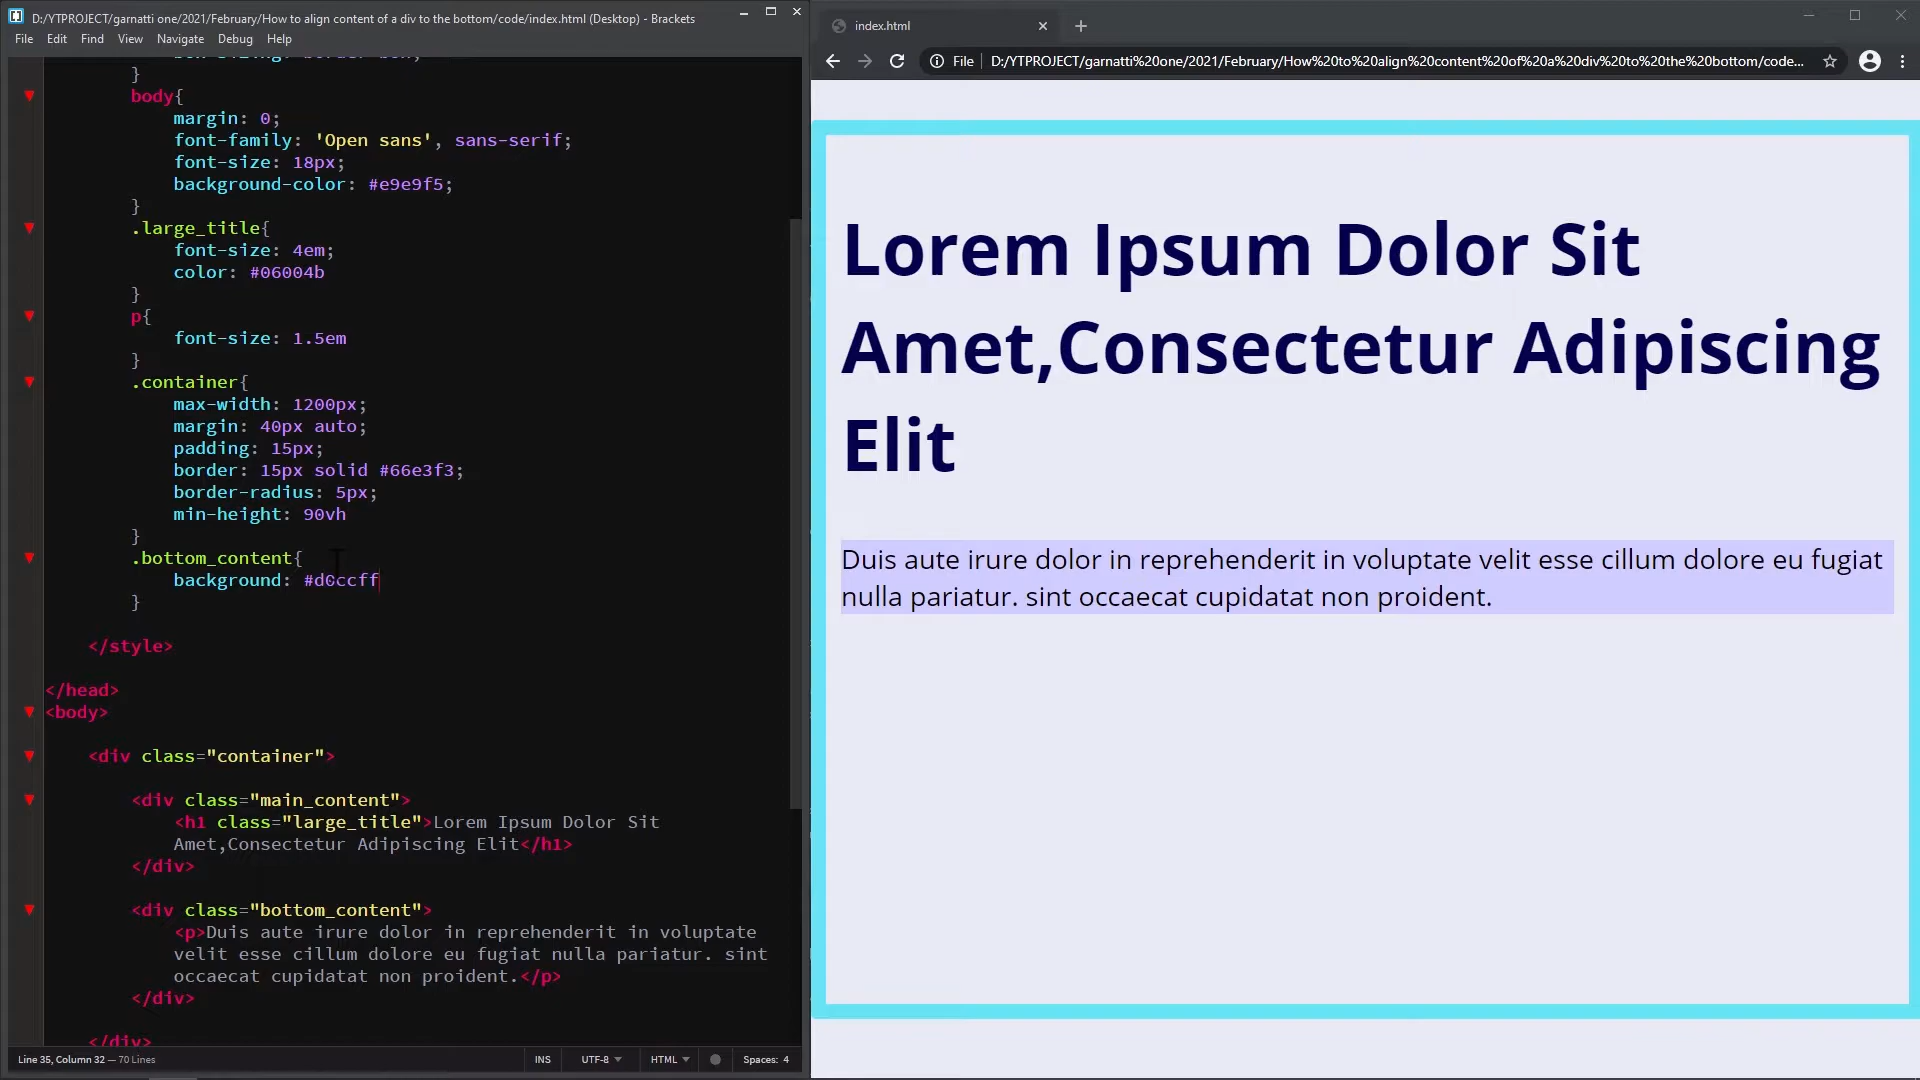 D:/YTPROJECT/garnatti one/2021/February/How to align content of a div to the bottom/code/index.html (Desktop) - Brackets
File Edit Find View Navigate Debug Help
}
body{
margin: 0;
font-family: 'Open sans', sans-serif;
font-size: 18px;
background-color: #e9e9f5;
}
.large_title{
font-size: 4em;
color: #06004b
}
p{
font-size: 1.5em
}
.container{
max-width: 1200px;
margin: 40px auto;
padding: 15px;
border: 15px solid #66e3f3;
border-radius: 5px;
min-height: 90vh
}
.bottom_content{
background: #d0ccff
}
</style>
</head>
<body>
<div class="container">
<div class="main_content">
<h1 class="large_title">Lorem Ipsum Dolor Sit
Amet,Consectetur Adipiscing Elit</h1>
</div>
<div class="bottom_content">
<p>Duis aute irure dolor in reprehenderit in voluptate
velit esse cillum dolore eu fugiat nulla pariatur. sint
occaecat cupidatat non proident.</p>
</div>
</div>
Line 35, Column 32 — 70 Lines
INS UTF-8 HTML Spaces: 4
index.html
File D:/YTPROJECT/garnatti%20one/2021/February/How%20to%20align%20content%20of%20a%20div%20to%20the%20bottom/code...
Lorem Ipsum Dolor Sit
Amet,Consectetur Adipiscing
Elit
Duis aute irure dolor in reprehenderit in voluptate velit esse cillum dolore eu fugiat
nulla pariatur. sint occaecat cupidatat non proident.